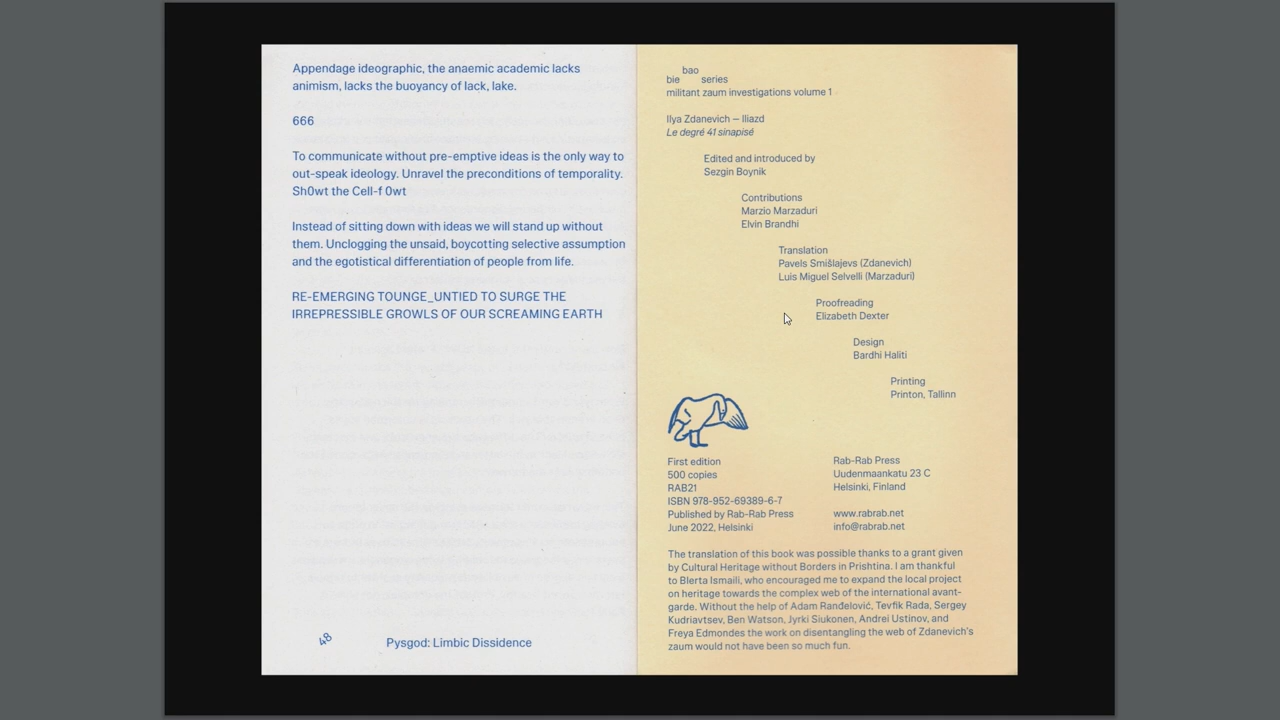 Appendage ideographic, the anaemic academic lacks
animism, lacks the buoyancy of lack, lake.
666
To communicate without pre-emptive ideas is the only way to
out-speak ideology. Unravel the preconditions of temporality.
Sh0wt the Cell-f 0wt
Instead of sitting down with ideas we will stand up without
them. Unclogging the unsaid, boycotting selective assumption
and the egotistical differentiation of people from life.
RE-EMERGING TOUNGE_UNTIED TO SURGE THE
IRREPRESSIBLE GROWLS OF OUR SCREAMING EARTH
48
Pysgod: Limbic Dissidence
bao
bie series
militant zaum investigations volume 1
Ilya Zdanevich – Iliazd
Le degré 41 sinapisé
Edited and introduced by
Sezgin Boynik
Contributions
Marzio Marzaduri
Elvin Brandhi
Translation
Pavels Smišlajevs (Zdanevich)
Luis Miguel Selvelli (Marzaduri)
Proofreading
Elizabeth Dexter
Design
Bardhi Haliti
Printing
Printon, Tallinn
First edition
500 copies
RAB21
ISBN 978-952-69389-6-7
Published by Rab-Rab Press
June 2022, Helsinki
Rab-Rab Press
Uudenmaankatu 23 C
Helsinki, Finland
www.rabrab.net
info@rabrab.net
The translation of this book was possible thanks to a grant given
by Cultural Heritage without Borders in Prishtina. I am thankful
to Blerta Ismaili, who encouraged me to expand the local project
on heritage towards the complex web of the international avant-
garde. Without the help of Adam Ranđelović, Tevfik Rada, Sergey
Kudriavtsev, Ben Watson, Jyrki Siukonen, Andrei Ustinov, and
Freya Edmondes the work on disentangling the web of Zdanevich's
zaum would not have been so much fun.